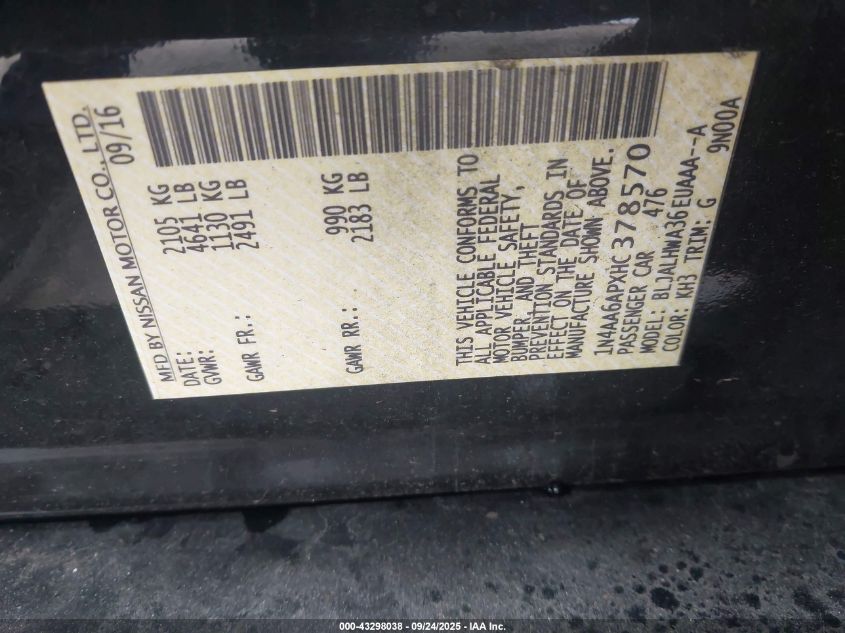 MFD BY NISSAN MOTOR CO., LTD.
DATE: 09/16
GVWR: 2105 KG
4641 LB
GAWR FR.: 1130 KG
2491 LB
GAWR RR.: 990 KG
2183 LB
THIS VEHICLE CONFORMS TO
ALL APPLICABLE FEDERAL
MOTOR VEHICLE SAFETY,
BUMPER, AND THEFT
PREVENTION STANDARDS IN
EFFECT ON THE DATE OF
MANUFACTURE SHOWN ABOVE.
1N4AA6APXHC378570
PASSENGER CAR 476
MODEL: BLJALHWA36EUAAA--A
COLOR: KH3 TRIM: G 9N00A
000-43298038 - 09/24/2025 - IAA Inc.